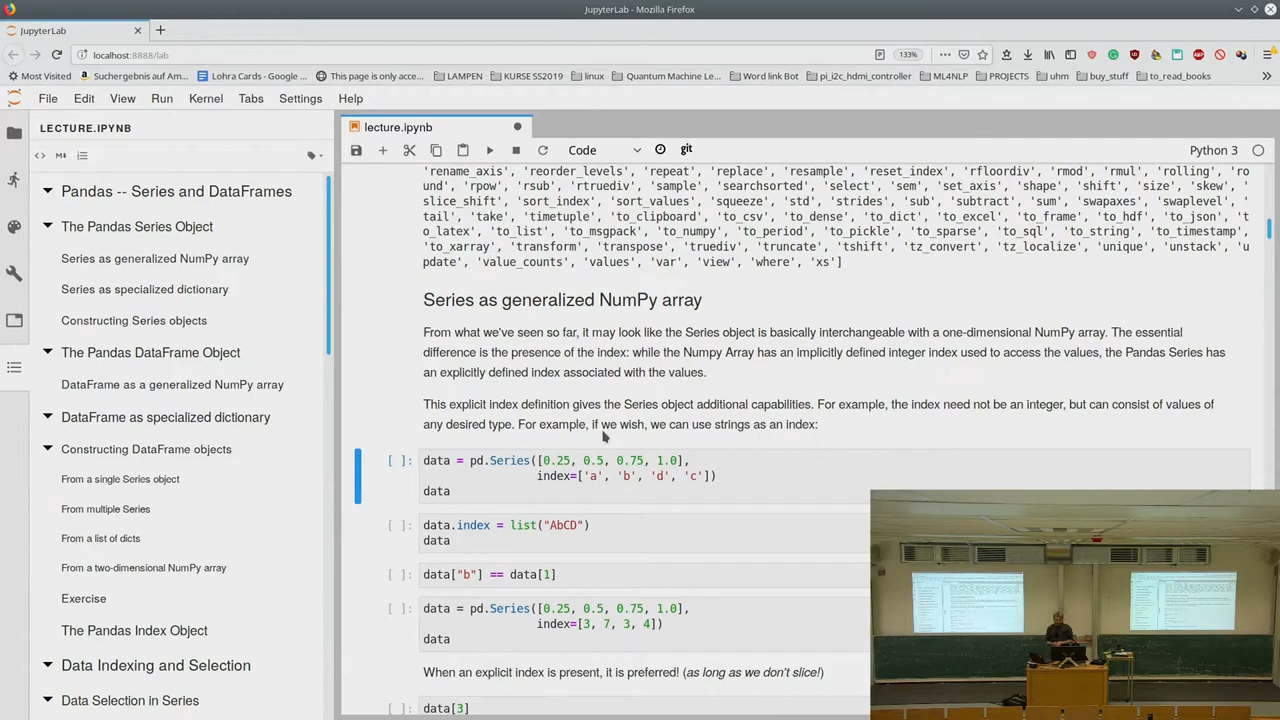 JupyterLab - Mozilla Firefox
JupyterLab
localhost:8888/lab
133%
Most Visited
Suchergebnis auf Am...
Lohra Cards - Google ...
This page is only acce...
LAMPEN
KURSE SS2019
linux
Quantum Machine Le...
Word link Bot
pi_i2c_hdmi_controller
ML4NLP
PROJECTS
uhm
buy_stuff
to_read_books
File
Edit
View
Run
Kernel
Tabs
Settings
Help
LECTURE.IPYNB
Pandas -- Series and DataFrames
The Pandas Series Object
Series as generalized NumPy array
Series as specialized dictionary
Constructing Series objects
The Pandas DataFrame Object
DataFrame as a generalized NumPy array
DataFrame as specialized dictionary
Constructing DataFrame objects
From a single Series object
From multiple Series
From a list of dicts
From a two-dimensional NumPy array
Exercise
The Pandas Index Object
Data Indexing and Selection
Data Selection in Series
lecture.ipynb
Code
git
Python 3
'rename_axis', 'reorder_levels', 'repeat', 'replace', 'resample', 'reset_index', 'rfloordiv', 'rmod', 'rmul', 'rolling', 'ro
und', 'rpow', 'rsub', 'rtruediv', 'sample', 'searchsorted', 'select', 'sem', 'set_axis', 'shape', 'shift', 'size', 'skew', '
slice_shift', 'sort_index', 'sort_values', 'squeeze', 'std', 'strides', 'sub', 'subtract', 'sum', 'swapaxes', 'swaplevel', '
tail', 'take', 'timetuple', 'to_clipboard', 'to_csv', 'to_dense', 'to_dict', 'to_excel', 'to_frame', 'to_hdf', 'to_json', 't
o_latex', 'to_list', 'to_msgpack', 'to_numpy', 'to_period', 'to_pickle', 'to_sparse', 'to_sql', 'to_string', 'to_timestamp',
'to_xarray', 'transform', 'transpose', 'truediv', 'truncate', 'tshift', 'tz_convert', 'tz_localize', 'unique', 'unstack', 'u
pdate', 'value_counts', 'values', 'var', 'view', 'where', 'xs']
Series as generalized NumPy array
From what we've seen so far, it may look like the Series object is basically interchangeable with a one-dimensional NumPy array. The essential
difference is the presence of the index: while the Numpy Array has an implicitly defined integer index used to access the values, the Pandas Series has
an explicitly defined index associated with the values.
This explicit index definition gives the Series object additional capabilities. For example, the index need not be an integer, but can consist of values of
any desired type. For example, if we wish, we can use strings as an index:
[ ]: data = pd.Series([0.25, 0.5, 0.75, 1.0],
index=['a', 'b', 'd', 'c'])
data
[ ]: data.index = list("AbCD")
data
[ ]: data["b"] == data[1]
[ ]: data = pd.Series([0.25, 0.5, 0.75, 1.0],
index=[3, 7, 3, 4])
data
When an explicit index is present, it is preferred! (as long as we don't slice!)
[ ]: data[3]